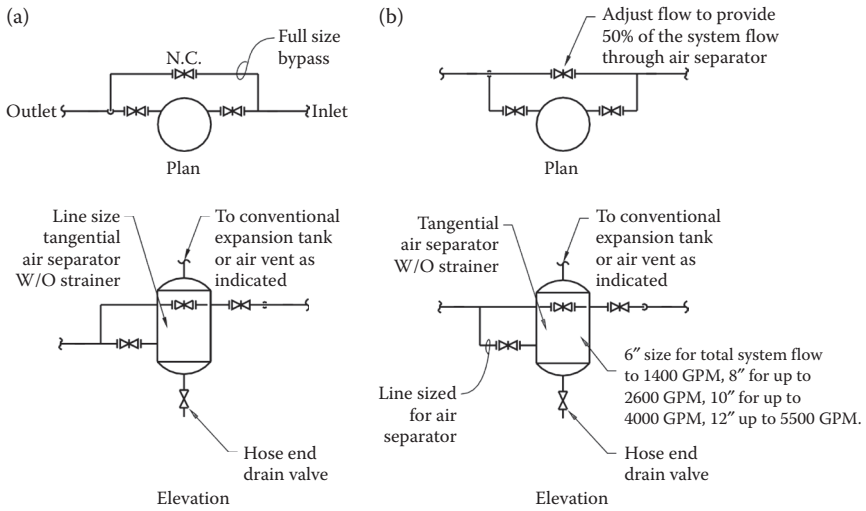 (a)
Full size
bypass
N.C.
Outlet
Inlet
Plan
Line size
tangential
air separator
W/O strainer
To conventional
expansion tank
or air vent as
indicated
Hose end
drain valve
Elevation
(b)
Adjust flow to provide
50% of the system flow
through air separator
Plan
Tangential
air separator
W/O strainer
To conventional
expansion tank
or air vent as
indicated
Line sized
for air
separator
6″ size for total system flow
to 1400 GPM, 8″ for up to
2600 GPM, 10″ for up to
4000 GPM, 12″ up to 5500 GPM.
Hose end
drain valve
Elevation